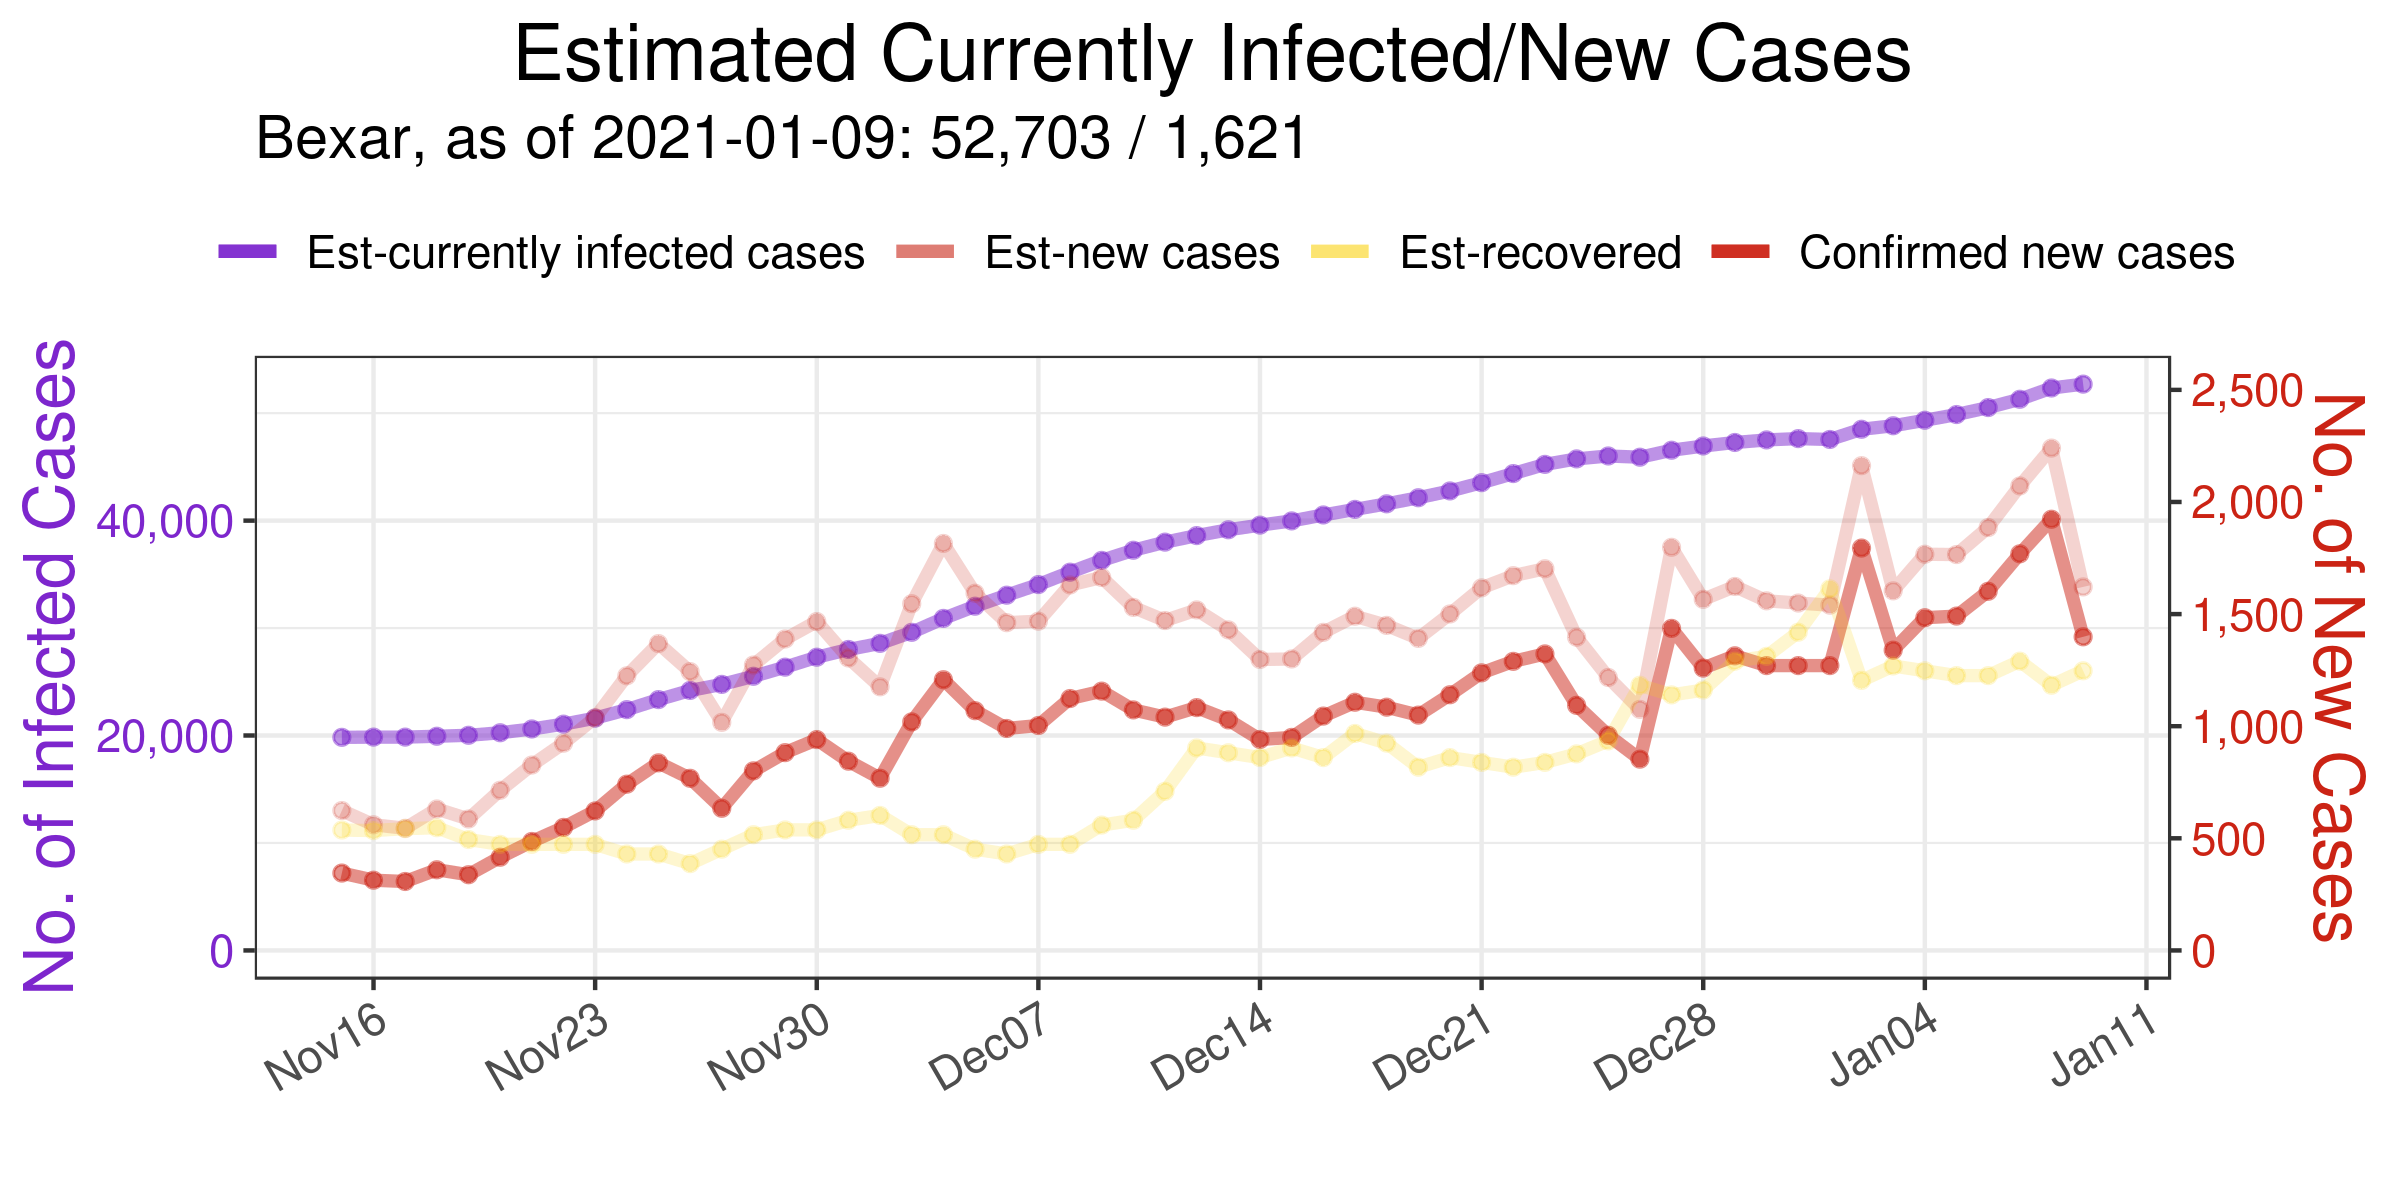 Estimated Currently Infected/New Cases
Bexar, as of 2021-01-09: 52,703 / 1,621
Est-currently infected cases Est-new cases Est-recovered Confirmed new cases
No. of Infected Cases
40,000
20,000
0
2,500
2,000
1,500
1,000
500
0
No. of New Cases
Nov16 Nov23 Nov30 Dec07 Dec14 Dec21 Dec28 Jan04 Jan11